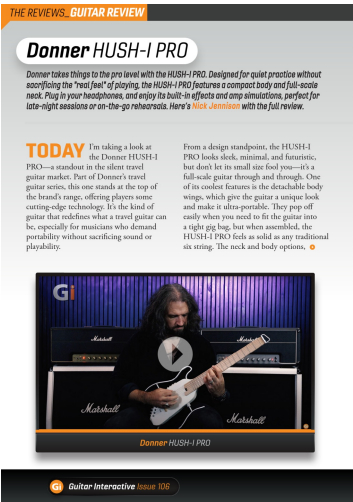 THE REVIEWS_GUITAR REVIEW
Donner HUSH-I PRO
Donner takes things to the pro level with the HUSH-I PRO. Designed for quiet practice without
sacrificing the "real feel" of playing, the HUSH-I PRO features a compact body and full-scale
neck. Plug in your headphones, and enjoy its built-in effects and amp simulations, perfect for
late-night sessions or on-the-go rehearsals. Here's Nick Jennison with the full review.
TODAY I'm taking a look at
the Donner HUSH-I
PRO—a standout in the silent travel
guitar market. Part of Donner's travel
guitar series, this one stands at the top of
the brand's range, offering players some
cutting-edge technology. It's the kind of
guitar that redefines what a travel guitar can
be, especially for musicians who demand
portability without sacrificing sound or
playability.
From a design standpoint, the HUSH-I
PRO looks sleek, minimal, and futuristic,
but don't let its small size fool you—it's a
full-scale guitar through and through. One
of its coolest features is the detachable body
wings, which give the guitar a unique look
and make it ultra-portable. They pop off
easily when you need to fit the guitar into
a tight gig bag, but when assembled, the
HUSH-I PRO feels as solid as any traditional
six string. The neck and body options,
Gi
Marshall
Marshall
Marshall
Marshall
Donner HUSH-I PRO
Gi Guitar Interactive Issue 106